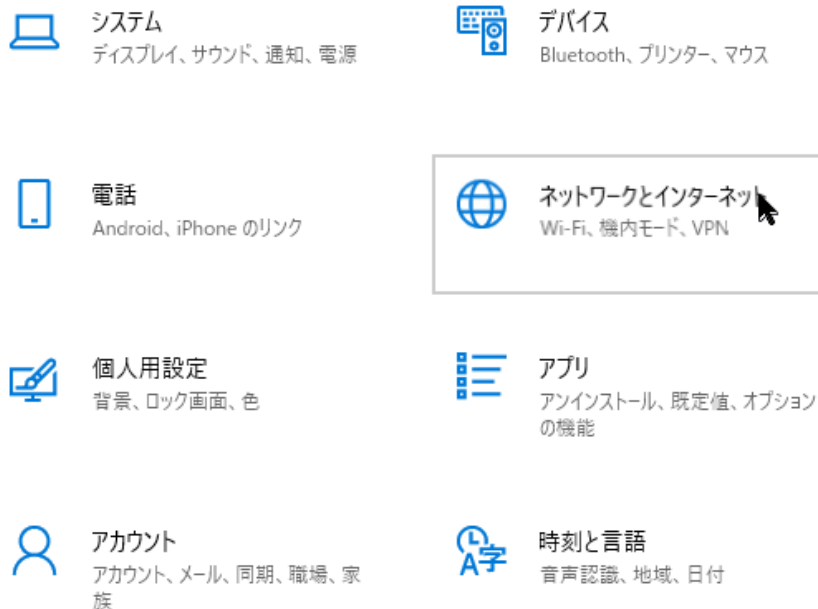 システム
ディスプレイ、サウンド、通知、電源
デバイス
Bluetooth、プリンター、マウス
電話
Android、iPhone のリンク
ネットワークとインターネット
Wi-Fi、機内モード、VPN
個人用設定
背景、ロック画面、色
アプリ
アンインストール、既定値、オプション
の機能
アカウント
アカウント、メール、同期、職場、家
族
時刻と言語
音声認識、地域、日付
A字